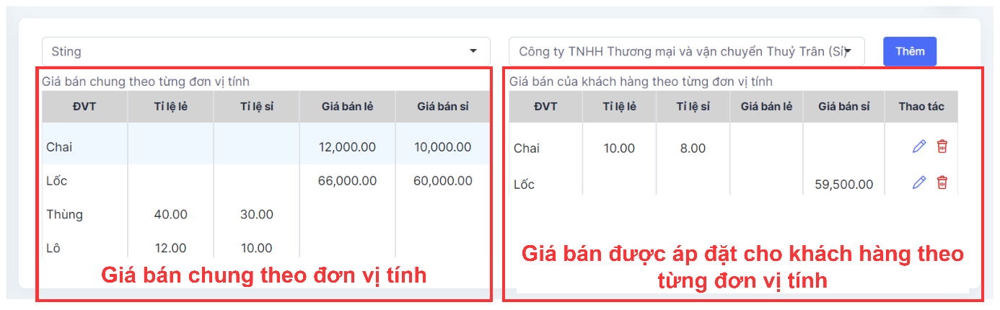 Sting
Công ty TNHH Thương mại và vận chuyển Thuỷ Trân (Sỉ)
Thêm
Giá bán chung theo từng đơn vị tính
ĐVT Tỉ lệ lẻ Tỉ lệ sỉ Giá bán lẻ Giá bán sỉ
Chai 12,000.00 10,000.00
Lốc 66,000.00 60,000.00
Thùng 40.00 30.00
Lô 12.00 10.00
Giá bán chung theo đơn vị tính
Giá bán của khách hàng theo từng đơn vị tính
ĐVT Tỉ lệ lẻ Tỉ lệ sỉ Giá bán lẻ Giá bán sỉ Thao tác
Chai 10.00 8.00
Lốc 59,500.00
Giá bán được áp đặt cho khách hàng theo
từng đơn vị tính